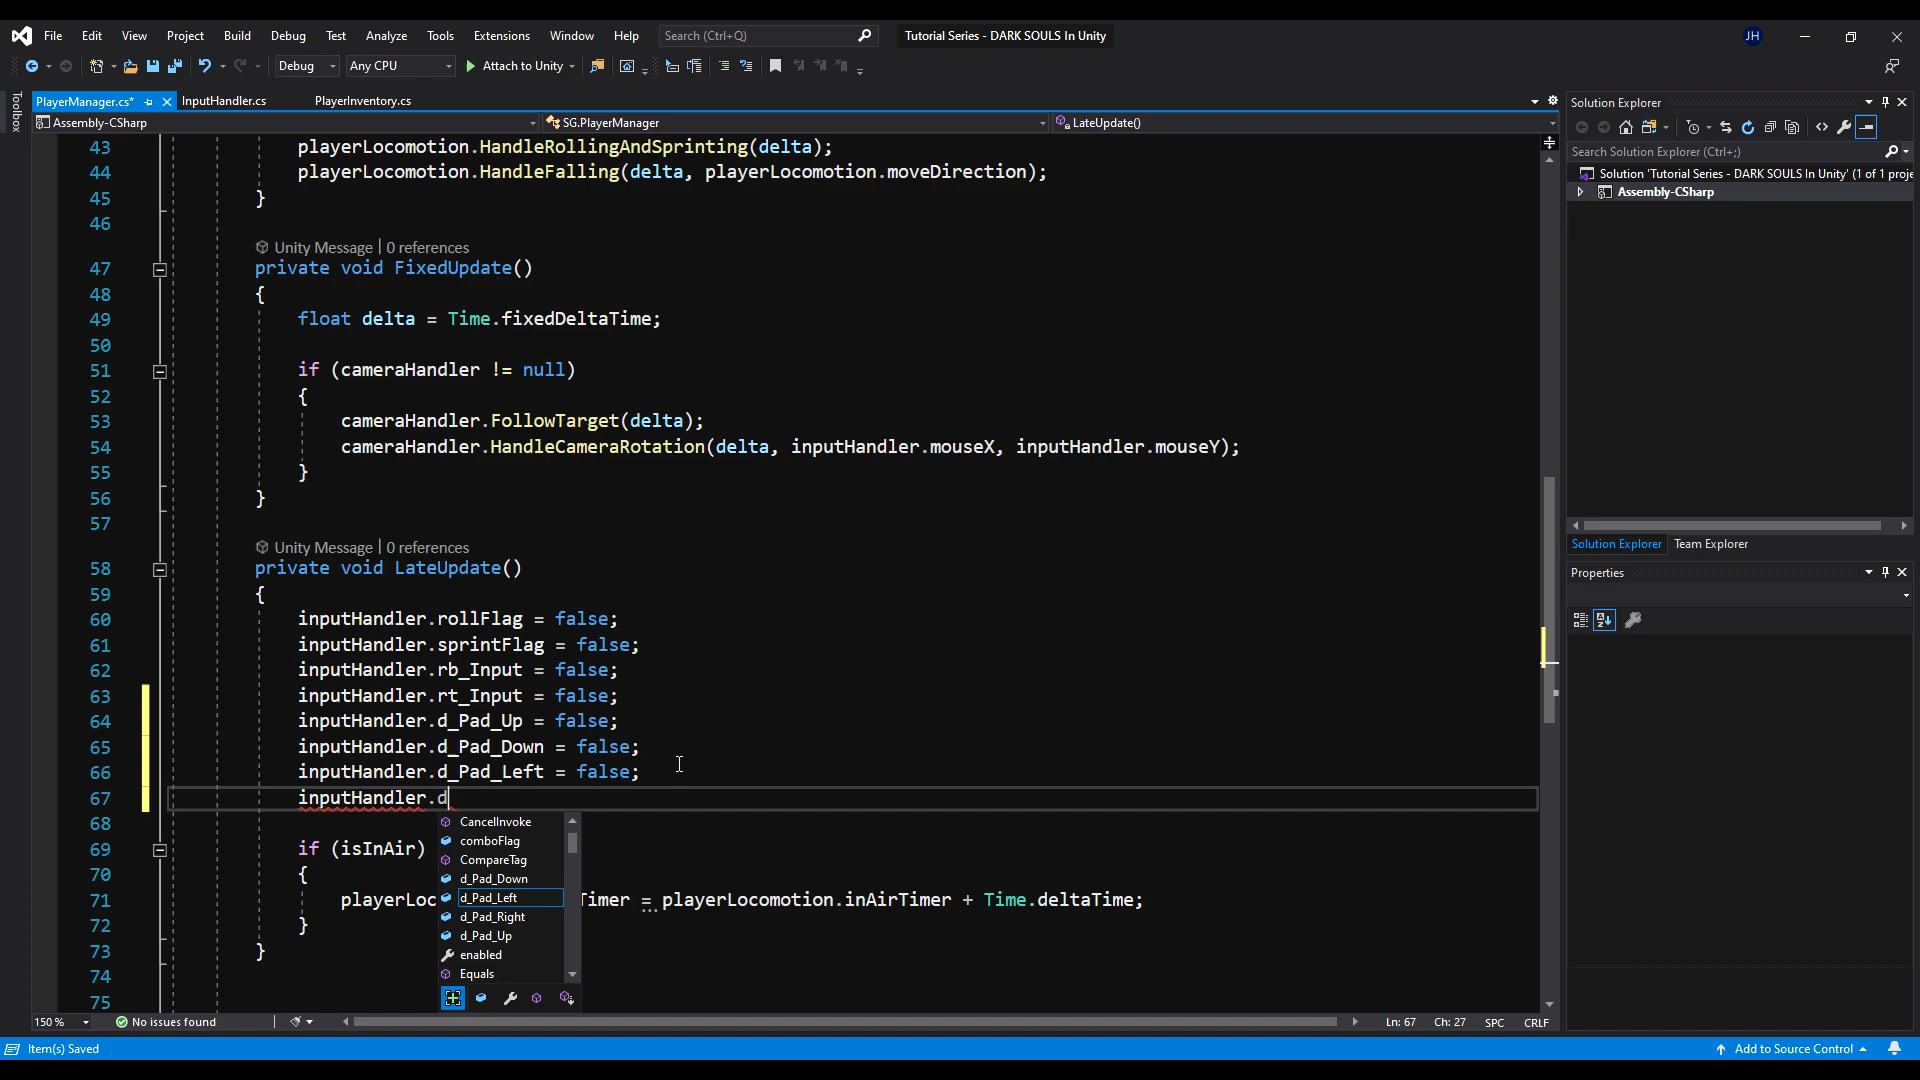 File Edit View Project Build Debug Test Analyze Tools Extensions Window Help Search (Ctrl+Q) Tutorial Series - DARK SOULS In Unity JH
Debug Any CPU Attach to Unity
Toolbox
PlayerManager.cs* InputHandler.cs PlayerInventory.cs
Assembly-CSharp SG.PlayerManager LateUpdate()
43 playerLocomotion.HandleRollingAndSprinting(delta);
44 playerLocomotion.HandleFalling(delta, playerLocomotion.moveDirection);
45 }
46
Unity Message | 0 references
47 private void FixedUpdate()
48 {
49 float delta = Time.fixedDeltaTime;
50
51 if (cameraHandler != null)
52 {
53 cameraHandler.FollowTarget(delta);
54 cameraHandler.HandleCameraRotation(delta, inputHandler.mouseX, inputHandler.mouseY);
55 }
56 }
57
Unity Message | 0 references
58 private void LateUpdate()
59 {
60 inputHandler.rollFlag = false;
61 inputHandler.sprintFlag = false;
62 inputHandler.rb_Input = false;
63 inputHandler.rt_Input = false;
64 inputHandler.d_Pad_Up = false;
65 inputHandler.d_Pad_Down = false;
66 inputHandler.d_Pad_Left = false;
67 inputHandler.d
68
69 if (isInAir)
70 {
71 playerLoc Timer = playerLocomotion.inAirTimer + Time.deltaTime;
72 }
73 }
74
75
CancelInvoke
comboFlag
CompareTag
d_Pad_Down
d_Pad_Left
d_Pad_Right
d_Pad_Up
enabled
Equals
150 % No issues found Ln: 67 Ch: 27 SPC CRLF
Solution Explorer
Search Solution Explorer (Ctrl+;)
Solution 'Tutorial Series - DARK SOULS In Unity' (1 of 1 proje
Assembly-CSharp
Solution Explorer Team Explorer
Properties
Item(s) Saved Add to Source Control